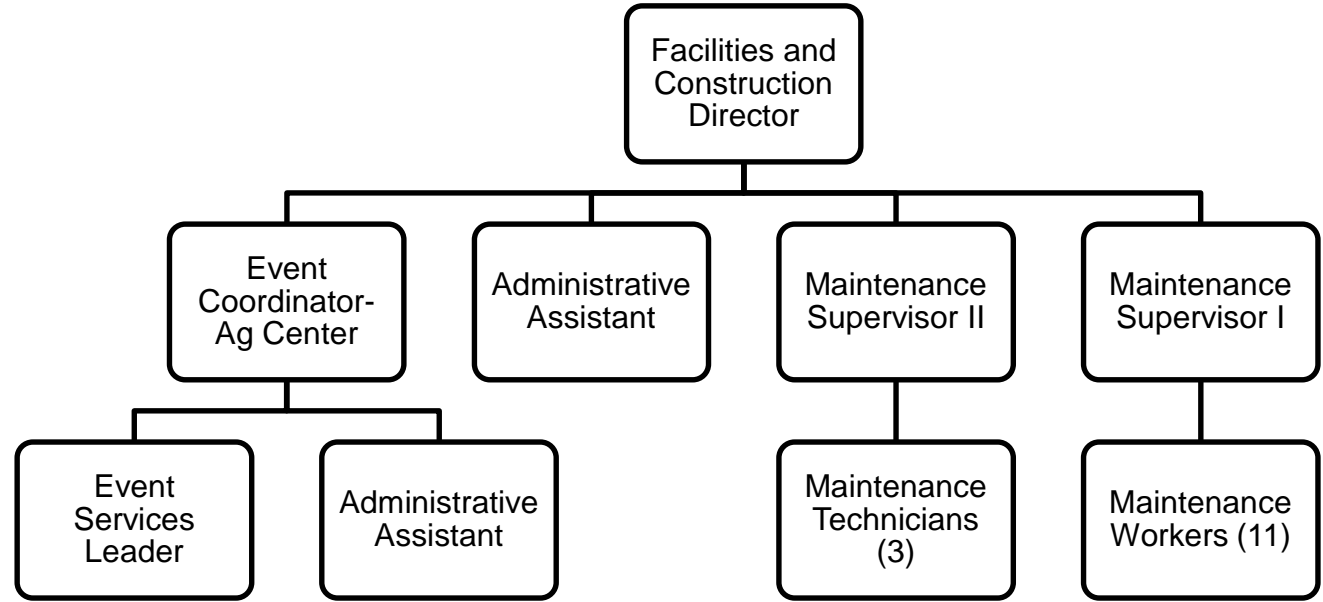 Facilities and
Construction
Director
Event
Coordinator-
Ag Center
Administrative
Assistant
Maintenance
Supervisor II
Maintenance
Supervisor I
Event
Services
Leader
Administrative
Assistant
Maintenance
Technicians
(3)
Maintenance
Workers (11)